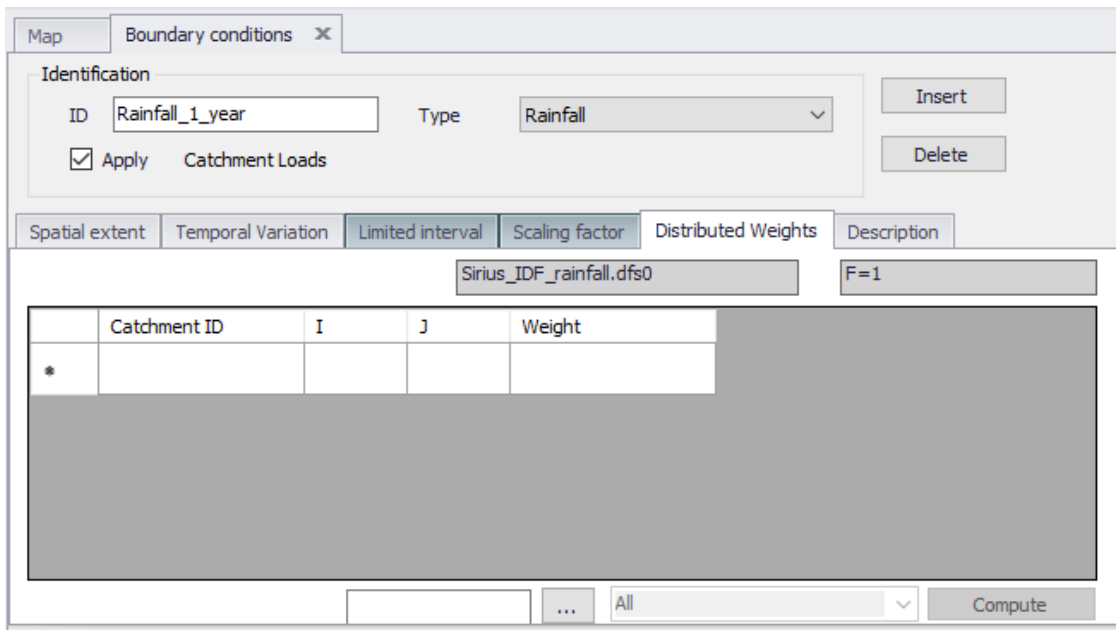 Map Boundary conditions
Identification
ID Rainfall_1_year Type Rainfall Insert
Apply Catchment Loads Delete
Spatial extent Temporal Variation Limited interval Scaling factor Distributed Weights Description
Sirius_IDF_rainfall.dfs0 F=1
Catchment ID I J Weight
*
... All Compute